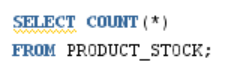 SELECT COUNT(*)
FROM PRODUCT_STOCK;